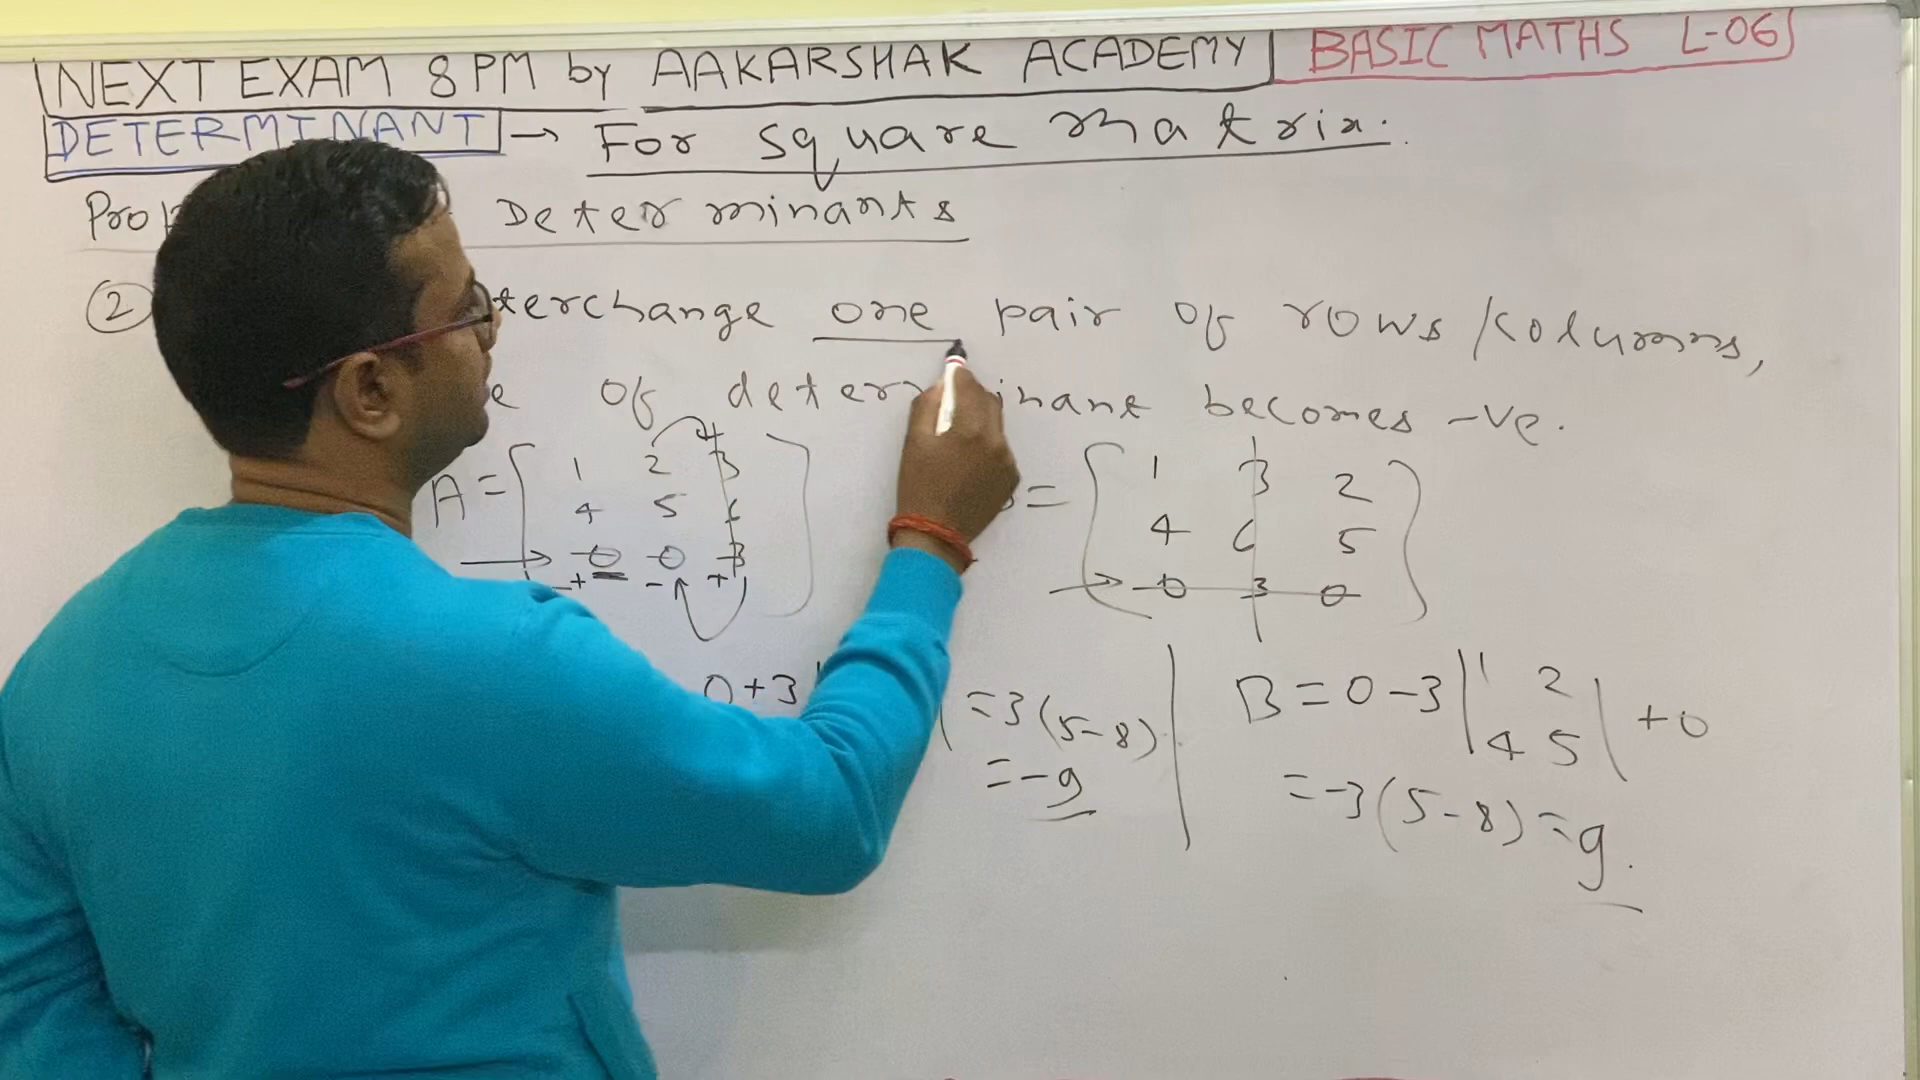 NEXT EXAM 8 PM by AAKARSHAK ACADEMY
BASIC MATHS L-06
DETERMINANT → For square matrix.
Determinants
② terchange one pair of rows/columns,
e of determinant becomes -ve.
A = [ 1 2 3
4 5 6
0 0 3 ]
+ - +
= [ 1 3 2
4 6 5
0 3 0 ]
0+3 = 3(5-8)
= -9
B = 0 - 3 | 1 2
4 5 | + 0
= -3(5-8) = 9.